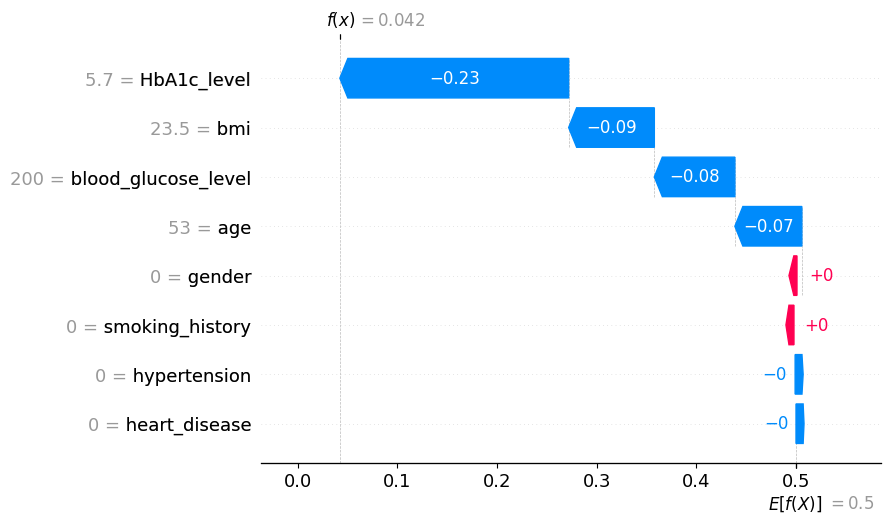 f(x) = 0.042
5.7 = HbA1c_level
−0.23
23.5 = bmi
−0.09
200 = blood_glucose_level
−0.08
53 = age
−0.07
0 = gender
+0
0 = smoking_history
+0
0 = hypertension
−0
0 = heart_disease
−0
0.0 0.1 0.2 0.3 0.4 0.5
E[f(X)] = 0.5